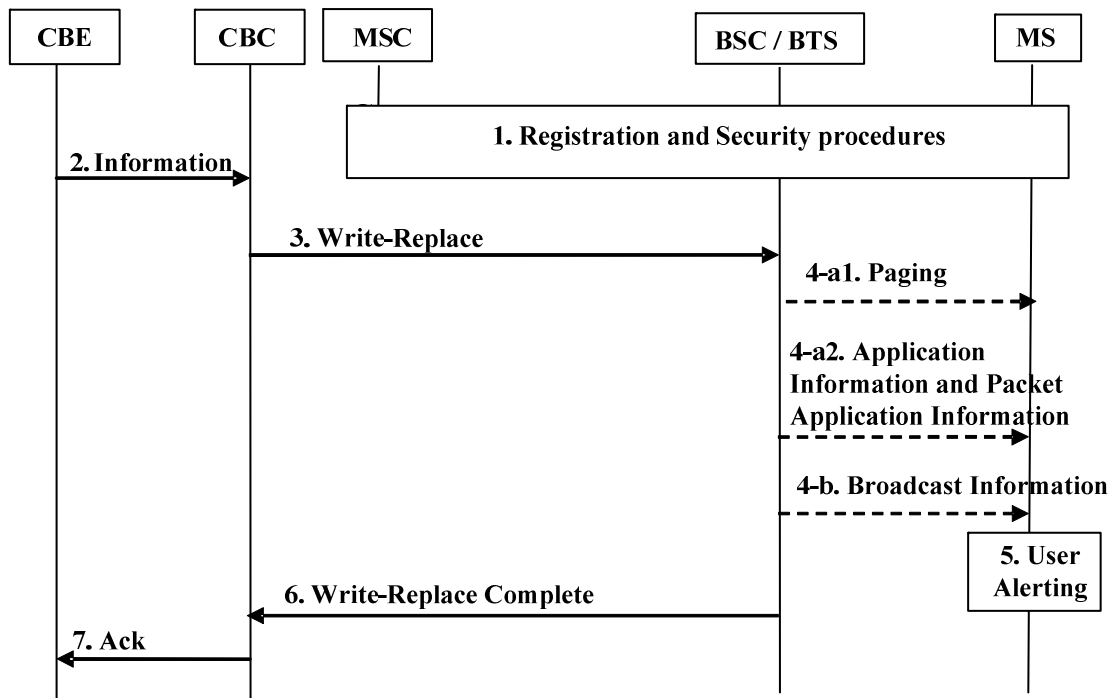 CBE
CBC
MSC
BSC / BTS
MS
1. Registration and Security procedures
2. Information
3. Write-Replace
4-a1. Paging
4-a2. Application
Information and Packet
Application Information
4-b. Broadcast Information
5. User
Alerting
6. Write-Replace Complete
7. Ack